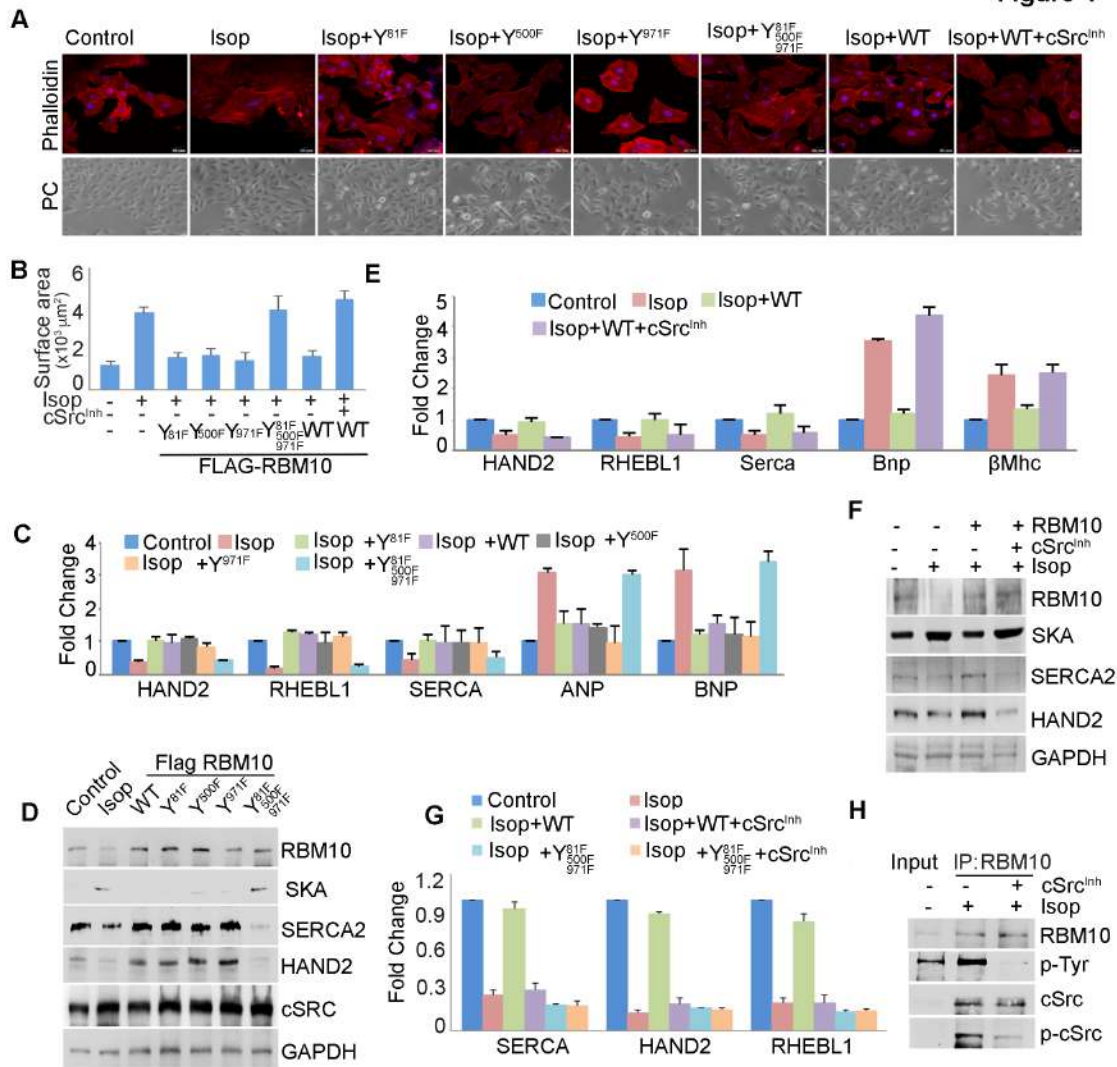 A
Control Isop Isop+Y81F Isop+Y500F Isop+Y971F Isop+Y81F 500F 971F Isop+WT Isop+WT+cSrcInh
Phalloidin
PC
B
Surface area
(x10³ µm²)
6
4
2
0
Isop - + + + + + + +
cSrcInh - - - - - - - +
Y81F Y500F Y971F Y81F 500F 971F WT WT
FLAG-RBM10
E
Control Isop Isop+WT
Isop+WT+cSrcInh
Fold Change
5
4
3
2
1
0
HAND2 RHEBL1 Serca Bnp βMhc
C
Control Isop Isop +Y81F Isop +WT Isop +Y500F
Isop +Y971F Isop +Y81F 500F 971F
Fold Change
4
3
2
1
0
HAND2 RHEBL1 SERCA ANP BNP
F
- - + + RBM10
- - - + cSrcInh
- + + + Isop
RBM10
SKA
SERCA2
HAND2
GAPDH
D
Flag RBM10
Control Isop WT Y81F Y500F Y971F Y81F 500F 971F
RBM10
SKA
SERCA2
HAND2
cSRC
GAPDH
G
Control Isop
Isop+WT Isop+WT+cSrcInh
Isop +Y81F 500F 971F Isop +Y81F 500F 971F +cSrcInh
Fold Change
1.2
0.9
0.6
0.3
0
SERCA HAND2 RHEBL1
H
Input IP:RBM10
- - + cSrcInh
- + + Isop
RBM10
p-Tyr
cSrc
p-cSrc